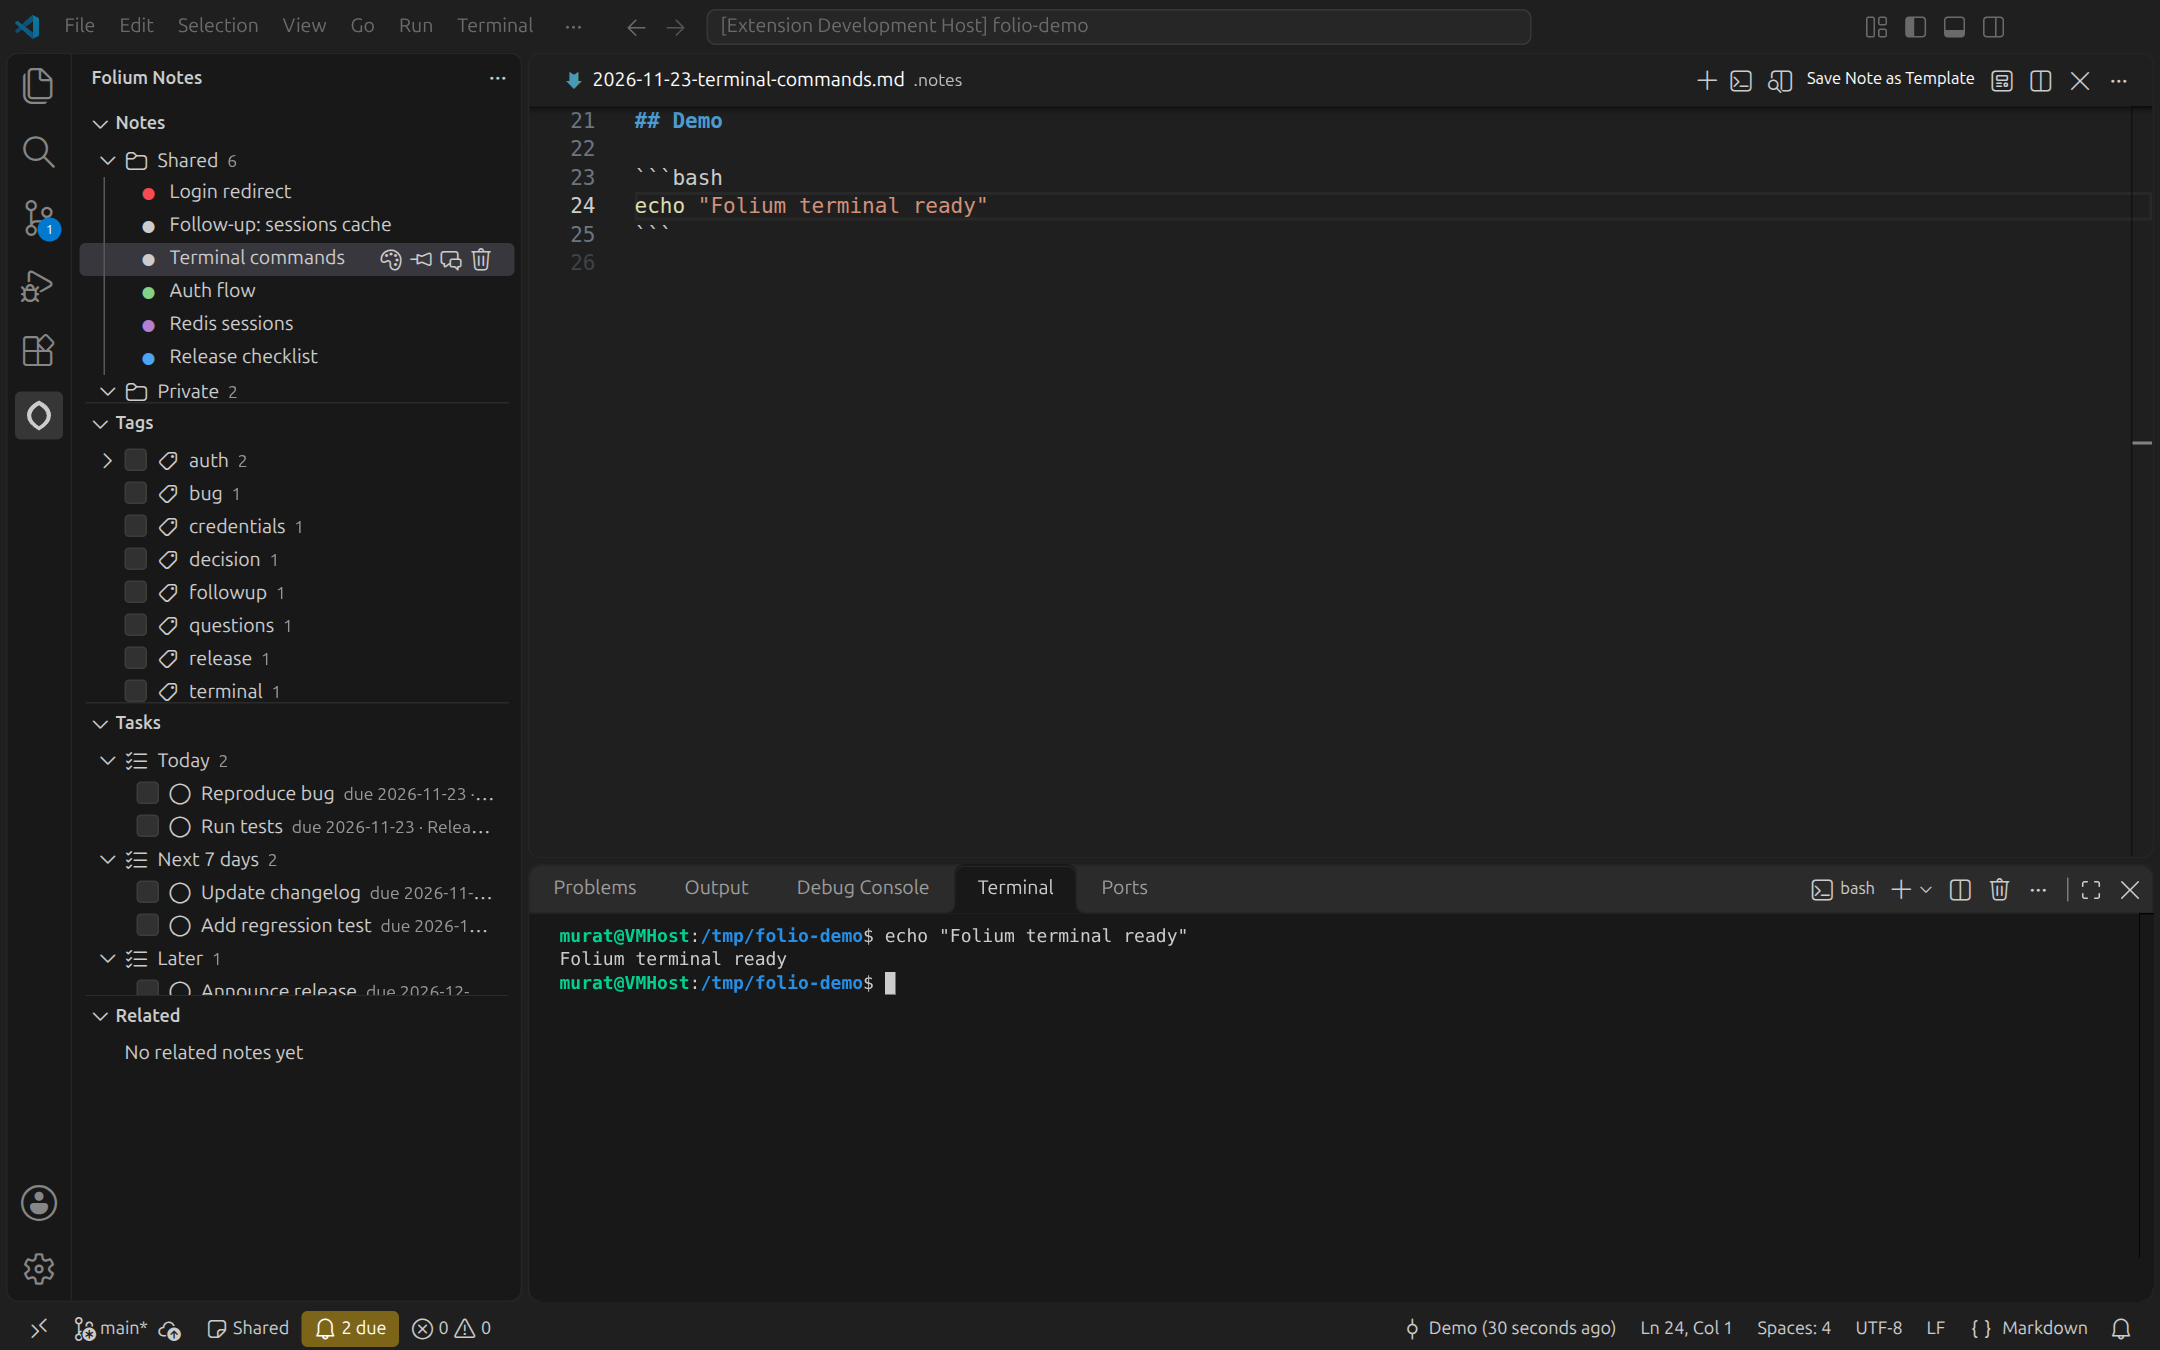 File Edit Selection View Go Run Terminal ··· [Extension Development Host] folio-demo
Folium Notes
Notes
Shared 6
Login redirect
Follow-up: sessions cache
Terminal commands
Auth flow
Redis sessions
Release checklist
Private 2
Tags
auth 2
bug 1
credentials 1
decision 1
followup 1
questions 1
release 1
terminal 1
Tasks
Today 2
Reproduce bug due 2026-11-23 ·...
Run tests due 2026-11-23 · Relea...
Next 7 days 2
Update changelog due 2026-11-...
Add regression test due 2026-1...
Later 1
Announce release due 2026-12-
Related
No related notes yet
2026-11-23-terminal-commands.md .notes
Save Note as Template
21 ## Demo
22
23 ```bash
24 echo "Folium terminal ready"
25 ```
26
Problems Output Debug Console Terminal Ports
bash
murat@VMHost:/tmp/folio-demo$ echo "Folium terminal ready"
Folium terminal ready
murat@VMHost:/tmp/folio-demo$
1
main* Shared 2 due 0 0
Demo (30 seconds ago) Ln 24, Col 1 Spaces: 4 UTF-8 LF { } Markdown